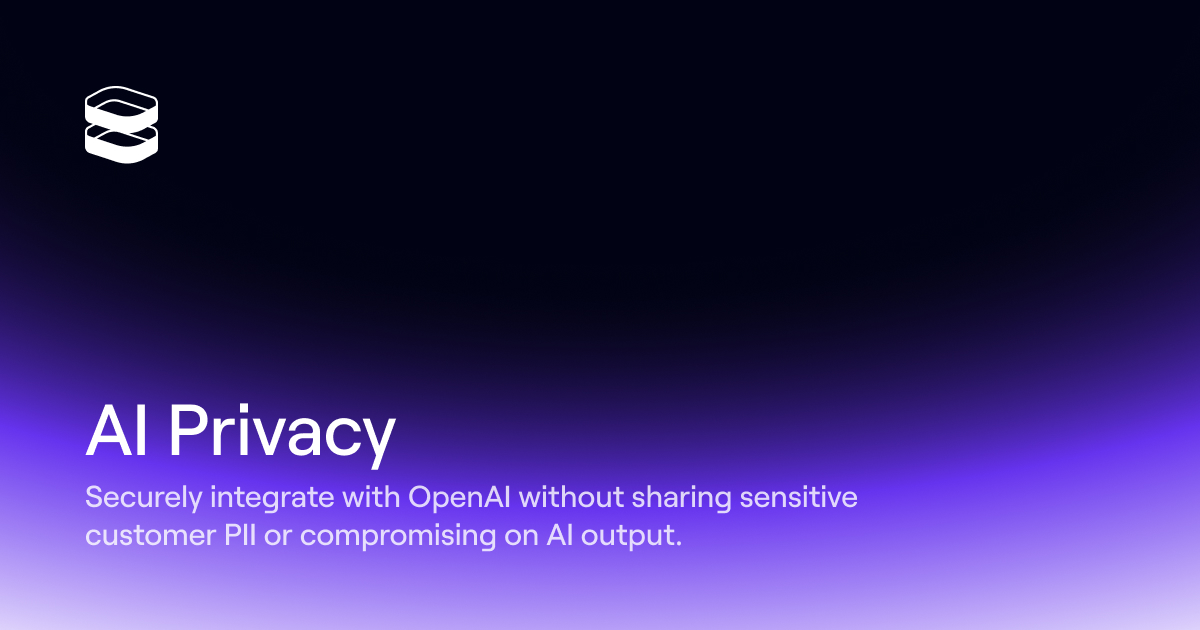 AI Privacy
Securely integrate with OpenAI without sharing sensitive
customer PII or compromising on AI output.